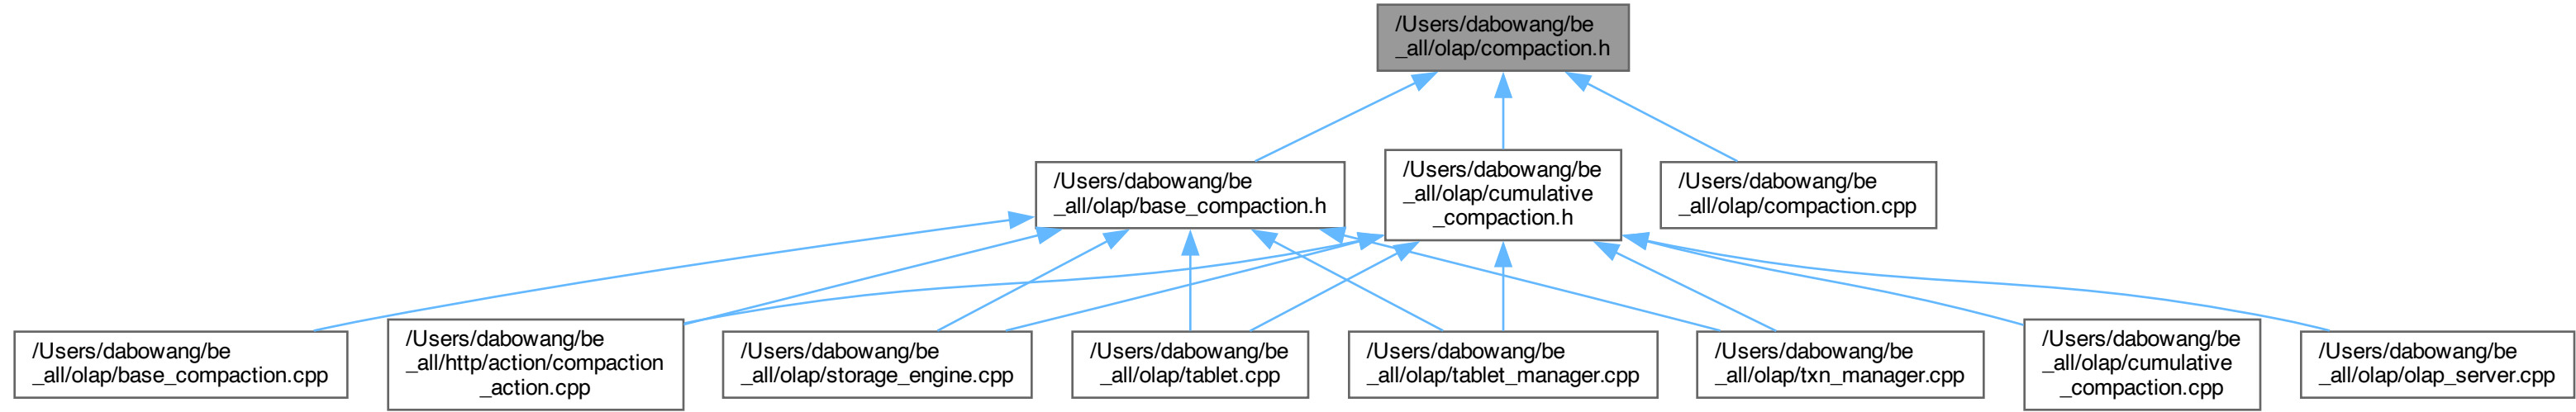 /Users/dabowang/be
_all/olap/compaction.h
/Users/dabowang/be
_all/olap/base_compaction.h
/Users/dabowang/be
_all/olap/cumulative
_compaction.h
/Users/dabowang/be
_all/olap/compaction.cpp
/Users/dabowang/be
_all/olap/base_compaction.cpp
/Users/dabowang/be
_all/http/action/compaction
_action.cpp
/Users/dabowang/be
_all/olap/storage_engine.cpp
/Users/dabowang/be
_all/olap/tablet.cpp
/Users/dabowang/be
_all/olap/tablet_manager.cpp
/Users/dabowang/be
_all/olap/txn_manager.cpp
/Users/dabowang/be
_all/olap/cumulative
_compaction.cpp
/Users/dabowang/be
_all/olap/olap_server.cpp